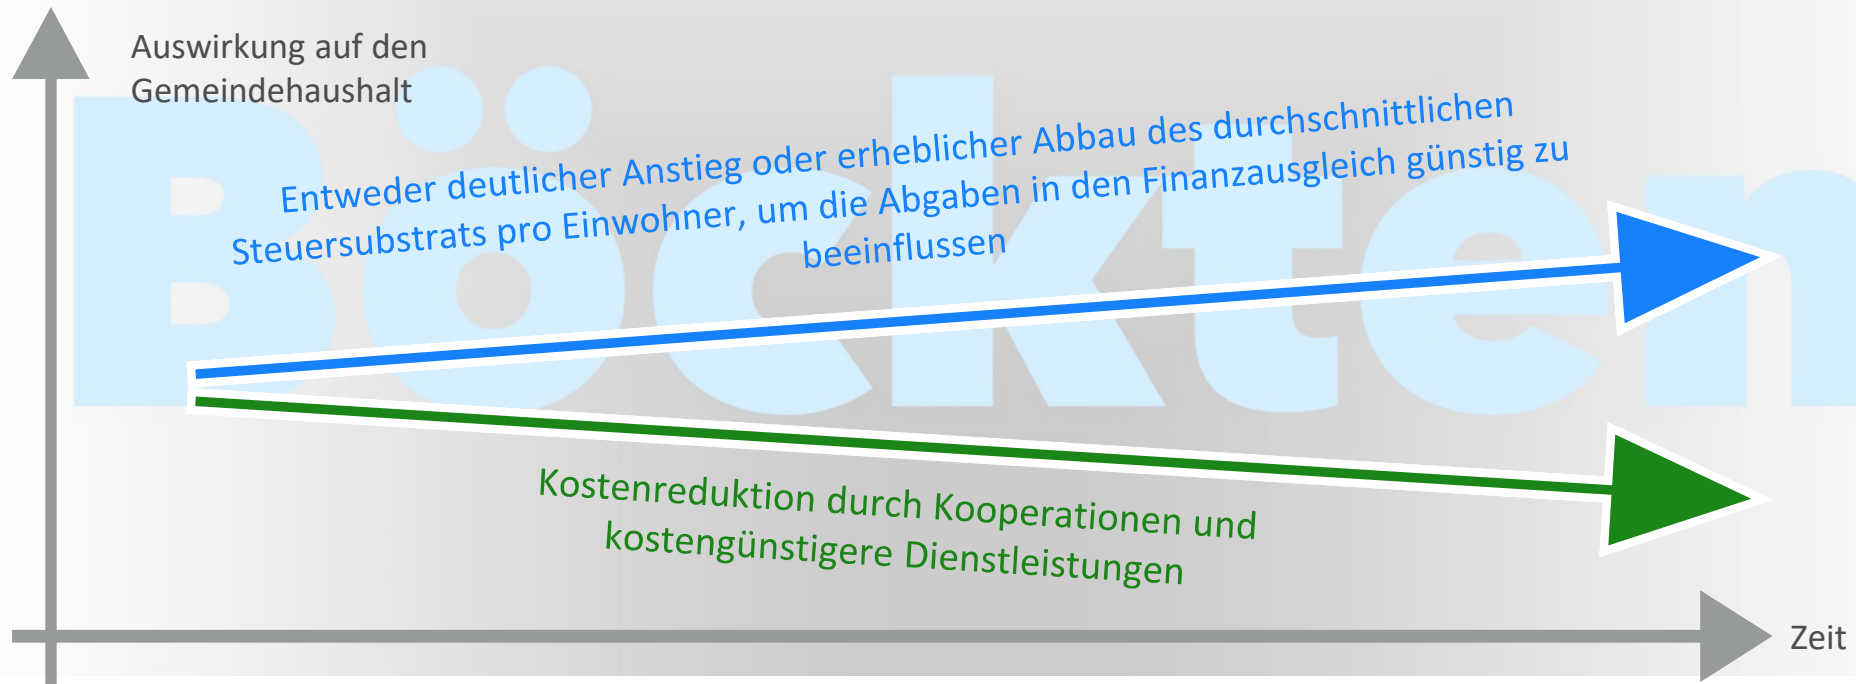 Auswirkung auf den
Gemeindehaushalt
Böckten
Entweder deutlicher Anstieg oder erheblicher Abbau des durchschnittlichen
Steuersubstrats pro Einwohner, um die Abgaben in den Finanzausgleich günstig zu
beeinflussen
Kostenreduktion durch Kooperationen und
kostengünstigere Dienstleistungen
Zeit